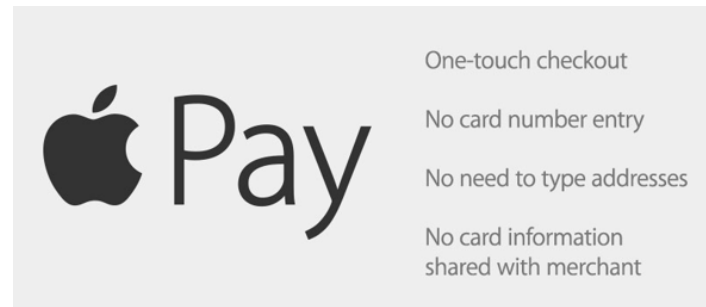 Pay
One-touch checkout
No card number entry
No need to type addresses
No card information
shared with merchant